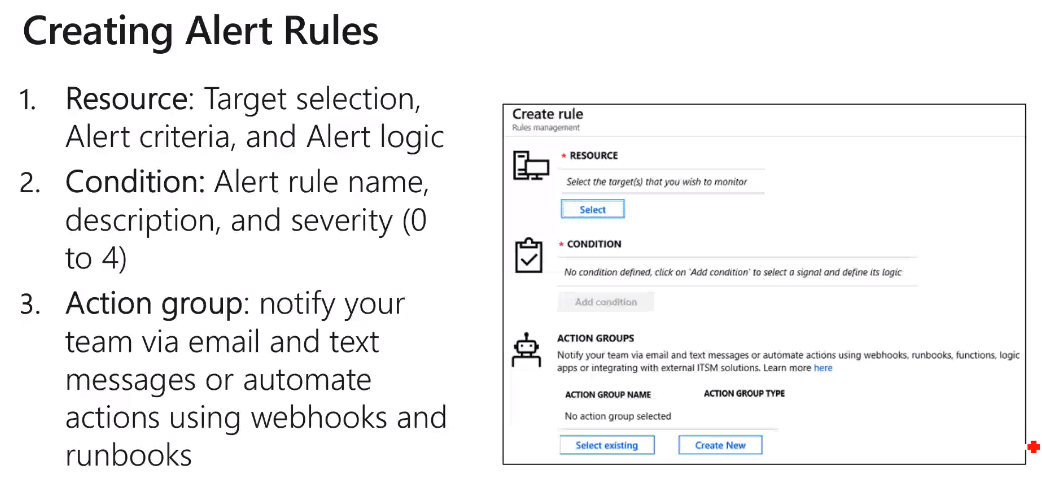 Creating Alert Rules
1. Resource: Target selection,
Alert criteria, and Alert logic
2. Condition: Alert rule name,
description, and severity (0
to 4)
3. Action group: notify your
team via email and text
messages or automate
actions using webhooks and
runbooks
Create rule
Rules management
* RESOURCE
Select the target(s) that you wish to monitor
Select
* CONDITION
No condition defined, click on 'Add condition' to select a signal and define its logic
Add condition
ACTION GROUPS
Notify your team via email and text messages or automate actions using webhooks, runbooks, functions, logic
apps or integrating with external ITSM solutions. Learn more here
ACTION GROUP NAME ACTION GROUP TYPE
No action group selected
Select existing Create New